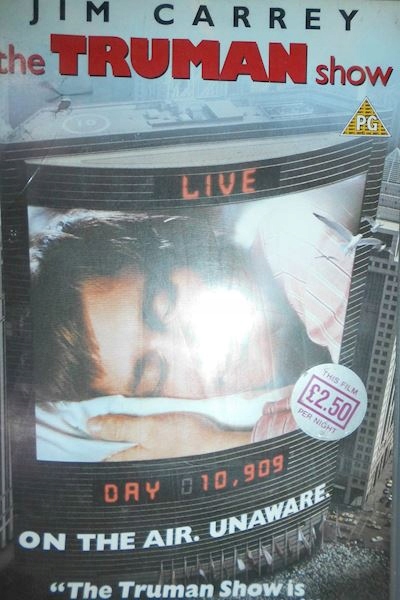 JIM CARREY
the TRUMAN show
PG
LIVE
THIS FILM
£2.50
PER NIGHT
DAY 010,909
ON THE AIR. UNAWARE.
“The Truman Show is